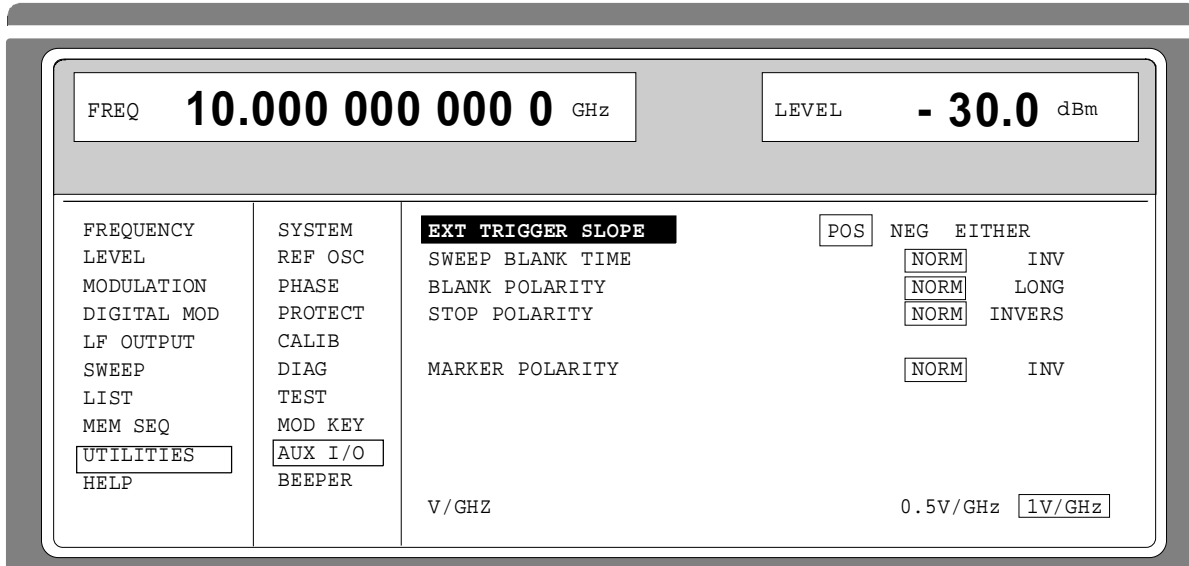 FREQ 10.000 000 000 0 GHz LEVEL - 30.0 dBm
FREQUENCY SYSTEM EXT TRIGGER SLOPE POS NEG EITHER
LEVEL REF OSC SWEEP BLANK TIME NORM INV
MODULATION PHASE BLANK POLARITY NORM LONG
DIGITAL MOD PROTECT STOP POLARITY NORM INVERS
LF OUTPUT CALIB
SWEEP DIAG MARKER POLARITY NORM INV
LIST TEST
MEM SEQ MOD KEY
UTILITIES AUX I/O
HELP BEEPER
V/GHZ 0.5V/GHz 1V/GHz